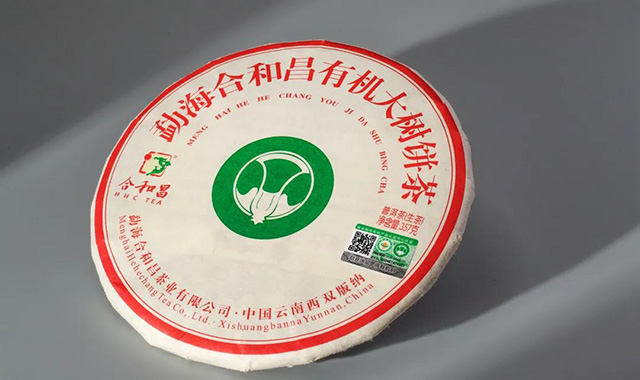 勐海合和昌有机大树饼茶
MENG HAI HE HE CHANG YOU JI DA SHU BING CHA
合和昌
HHC TEA
普洱茶(生茶)
净含量:357克
勐海合和昌茶业有限公司·中国云南西双版纳
Menghai Hehechang Tea Co., Ltd. · Xishuangbanna Yunnan, China